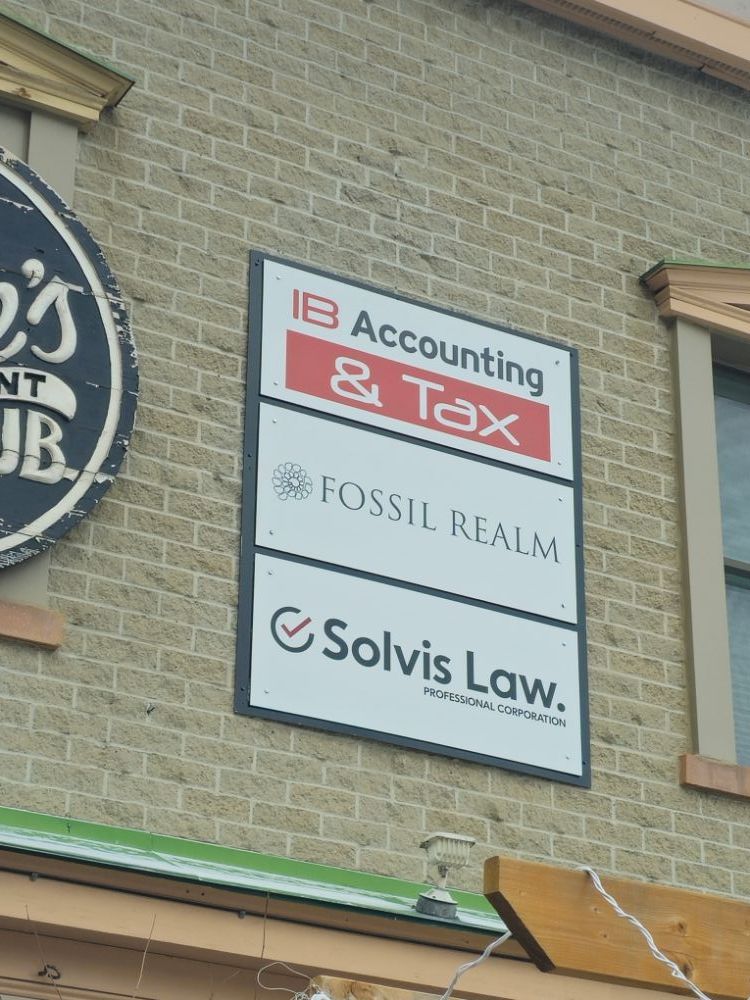 IB Accounting
& Tax
FOSSIL REALM
Solvis Law.
PROFESSIONAL CORPORATION